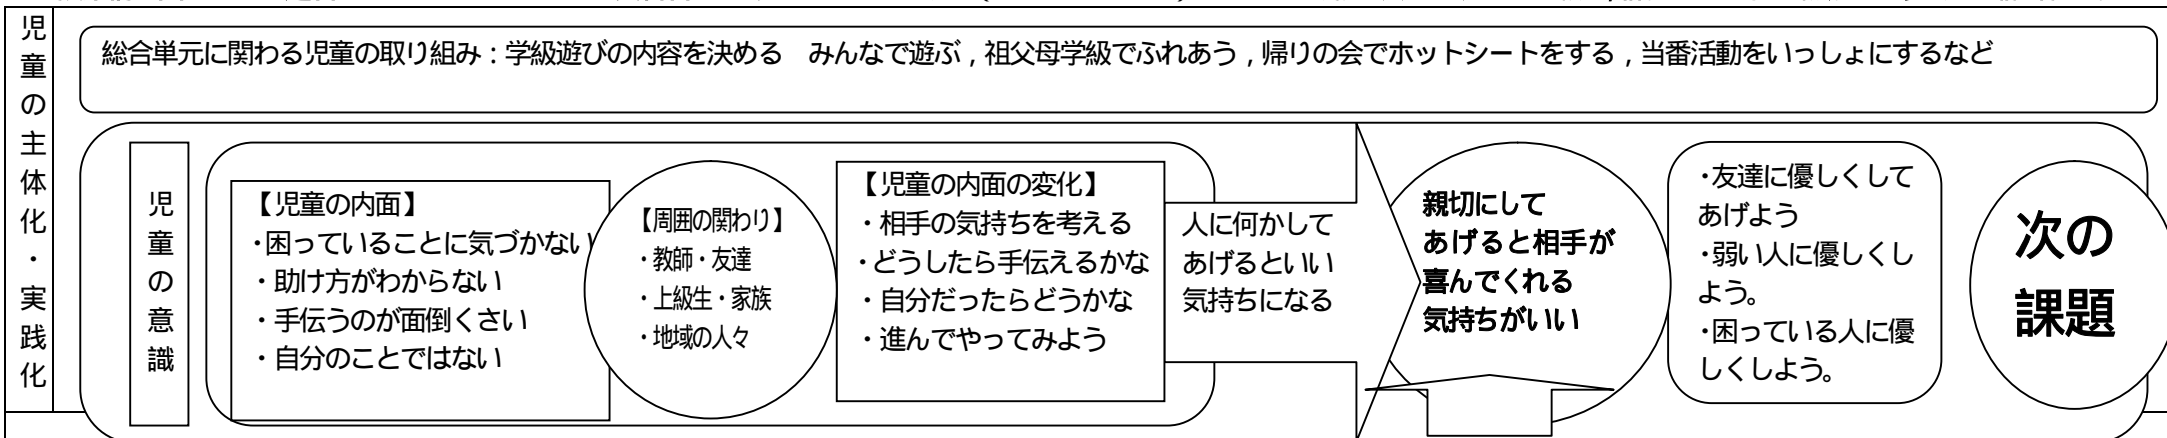 児童の主体化・実践化
総合単元に関わる児童の取り組み：学級遊びの内容を決める　みんなで遊ぶ，祖父母学級でふれあう，帰りの会でホットシートをする，当番活動をいっしょにするなど
児童の意識
【児童の内面】
・困っていることに気づかない
・助け方がわからない
・手伝うのが面倒くさい
・自分のことではない
【周囲の関わり】
・教師・友達
・上級生・家族
・地域の人々
【児童の内面の変化】
・相手の気持ちを考える
・どうしたら手伝えるかな
・自分だったらどうかな
・進んでやってみよう
人に何かして
あげるといい
気持ちになる
親切にして
あげると相手が
喜んでくれる
気持ちがいい
・友達に優しくして
あげよう
・弱い人に優しくし
よう。
・困っている人に優
しくしよう。
次の
課題